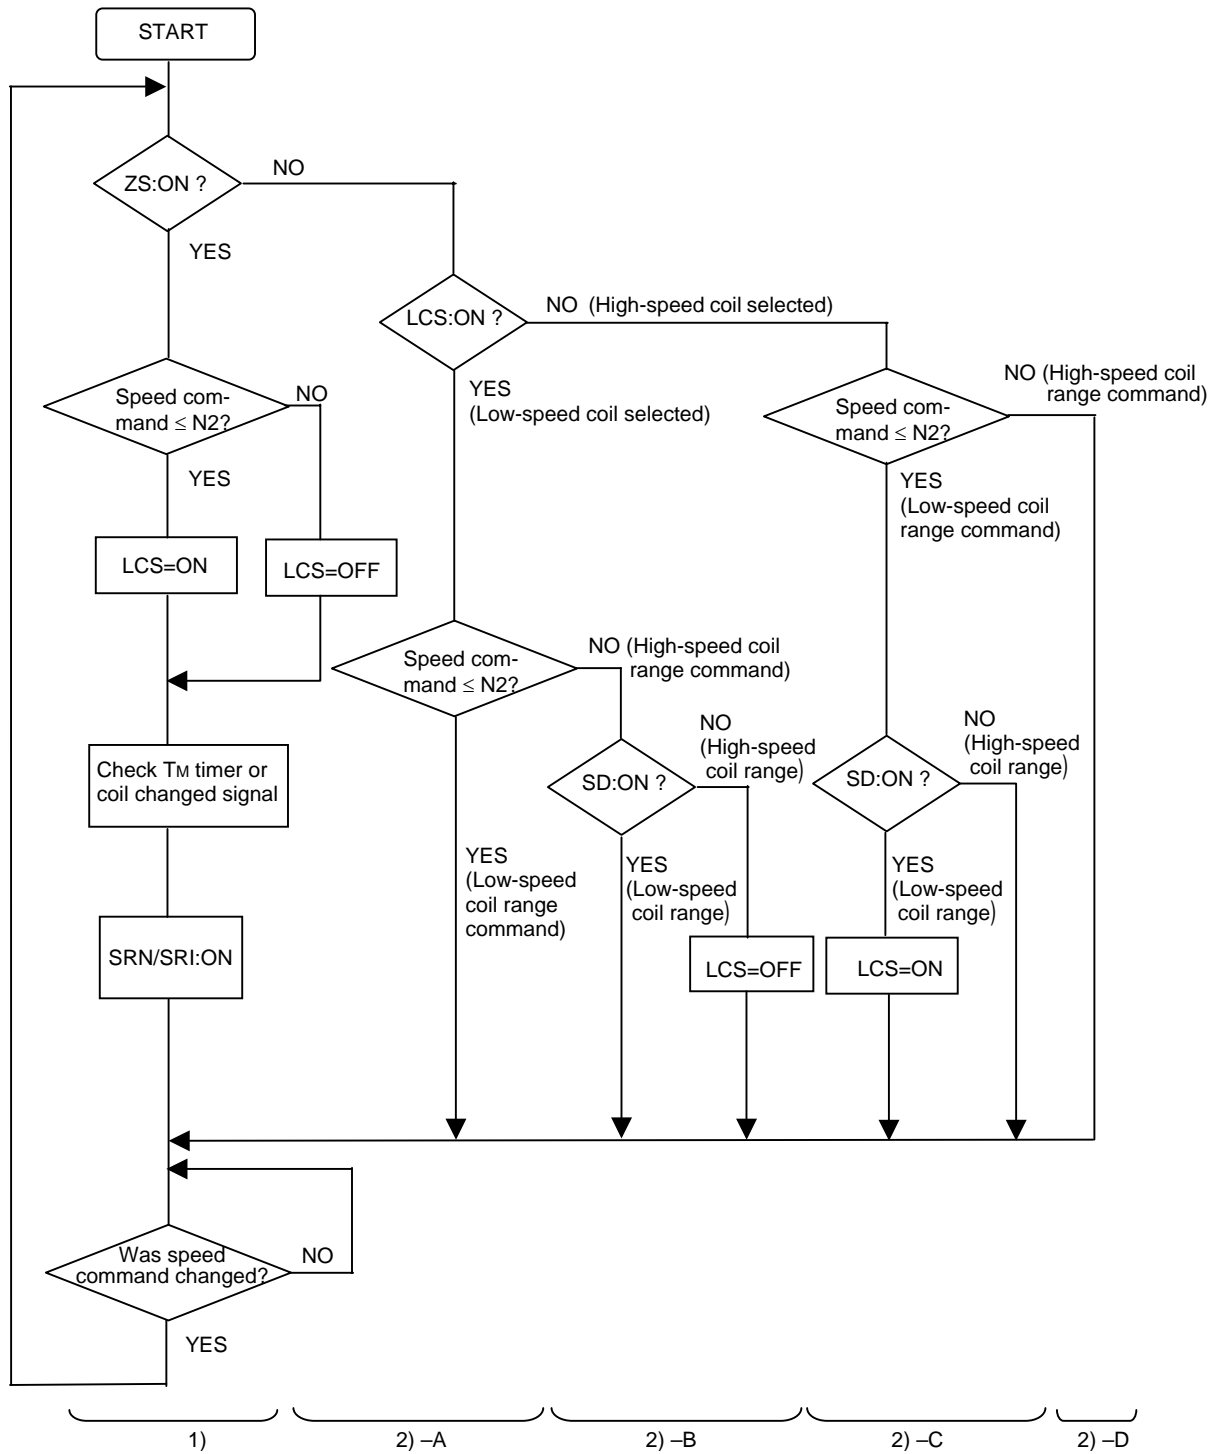 START
ZS:ON ?
NO
YES
LCS:ON ?
NO (High-speed coil selected)
YES
(Low-speed coil selected)
Speed com-
mand ≤ N2?
NO
YES
Speed com-
mand ≤ N2?
NO (High-speed coil
range command)
YES
(Low-speed coil
range command)
LCS=ON
LCS=OFF
Speed com-
mand ≤ N2?
NO (High-speed coil
range command)
Check TM timer or
coil changed signal
SD:ON ?
NO
(High-speed
coil range)
SD:ON ?
NO
(High-speed
coil range)
YES
(Low-speed
coil range
command)
YES
(Low-speed
coil range)
YES
(Low-speed
coil range)
SRN/SRI:ON
LCS=OFF
LCS=ON
Was speed
command changed?
NO
YES
1)
2) –A
2) –B
2) –C
2) –D